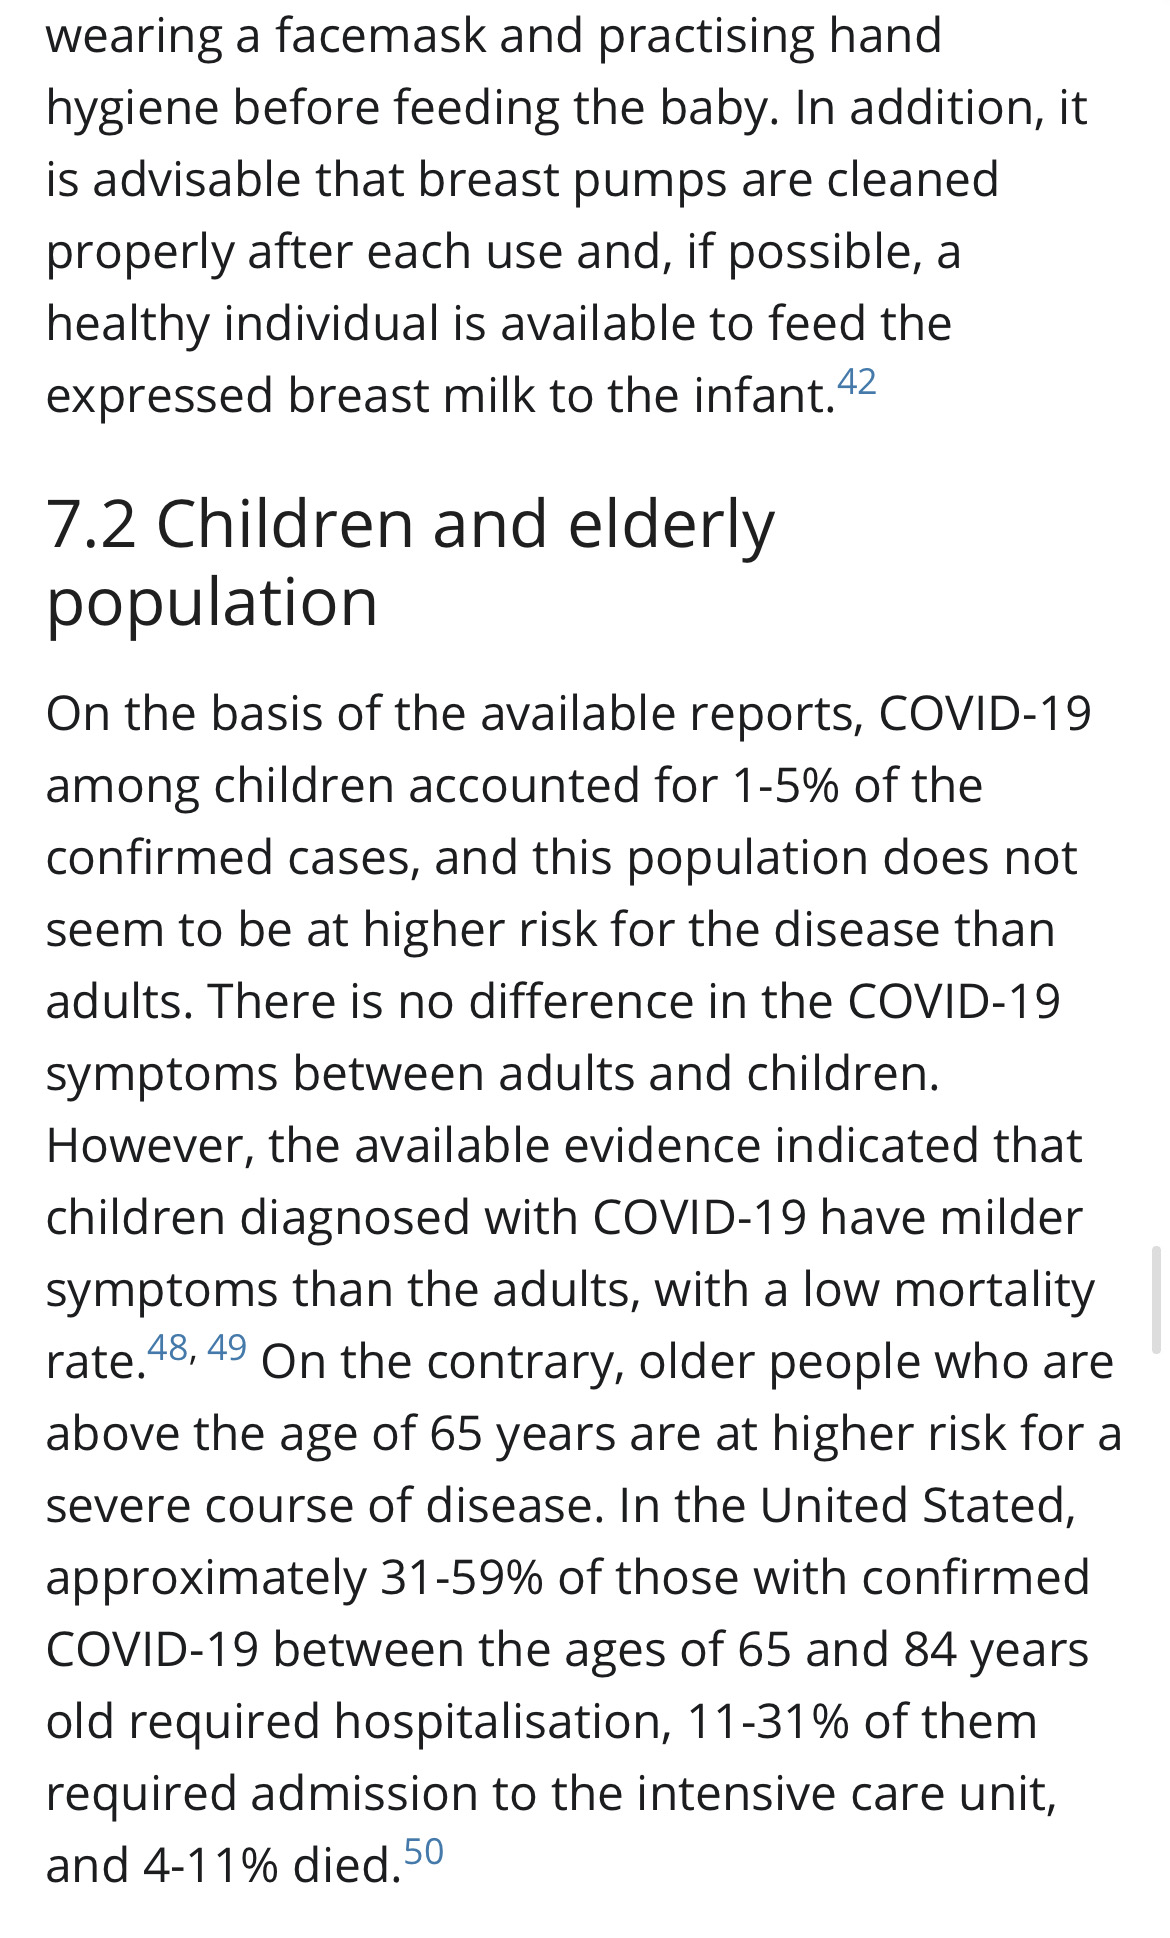 wearing a facemask and practising hand
hygiene before feeding the baby. In addition, it
is advisable that breast pumps are cleaned
properly after each use and, if possible, a
healthy individual is available to feed the
expressed breast milk to the infant.42
7.2 Children and elderly
population
On the basis of the available reports, COVID-19
among children accounted for 1-5% of the
confirmed cases, and this population does not
seem to be at higher risk for the disease than
adults. There is no difference in the COVID-19
symptoms between adults and children.
However, the available evidence indicated that
children diagnosed with COVID-19 have milder
symptoms than the adults, with a low mortality
rate.48, 49 On the contrary, older people who are
above the age of 65 years are at higher risk for a
severe course of disease. In the United Stated,
approximately 31-59% of those with confirmed
COVID-19 between the ages of 65 and 84 years
old required hospitalisation, 11-31% of them
required admission to the intensive care unit,
and 4-11% died.50